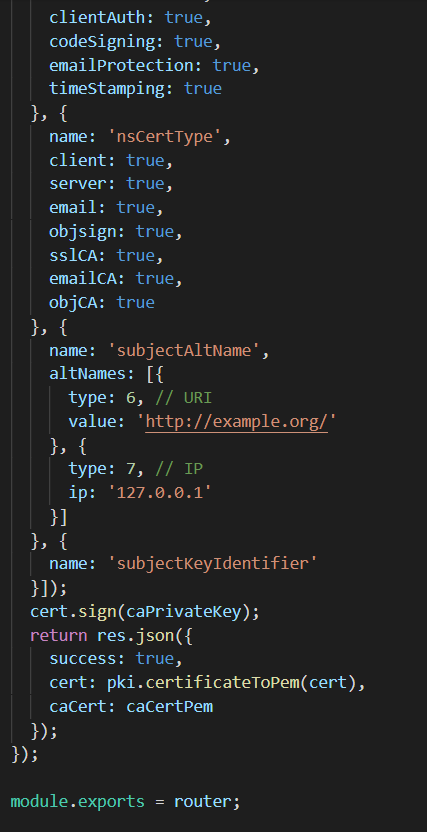 clientAuth: true,
codeSigning: true,
emailProtection: true,
timeStamping: true
}, {
name: 'nsCertType',
client: true,
server: true,
email: true,
objsign: true,
sslCA: true,
emailCA: true,
objCA: true
}, {
name: 'subjectAltName',
altNames: [{
type: 6, // URI
value: 'http://example.org/'
}, {
type: 7, // IP
ip: '127.0.0.1'
}]
}, {
name: 'subjectKeyIdentifier'
}]);
cert.sign(caPrivateKey);
return res.json({
success: true,
cert: pki.certificateToPem(cert),
caCert: caCertPem
});
});
module.exports = router;